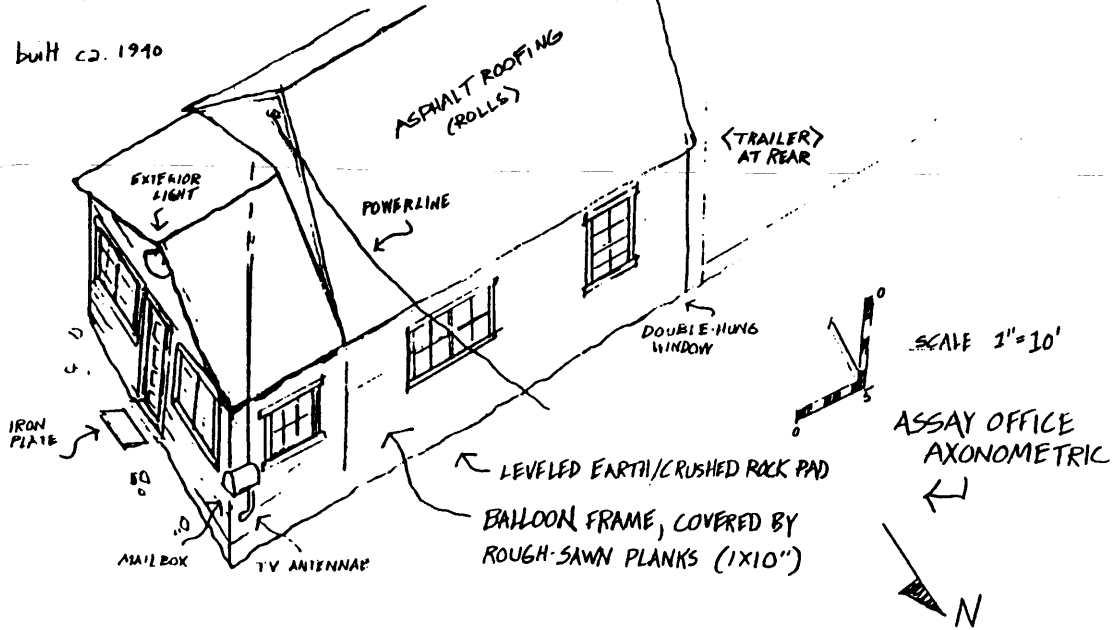 built ca. 1940
ASPHALT ROOFING
(ROLLS)
<TRAILER>
AT REAR
EXTERIOR
LIGHT
POWERLINE
DOUBLE-HUNG
WINDOW
0
5
0
SCALE 1"=10'
IRON
PLATE
ASSAY OFFICE
AXONOMETRIC
LEVELED EARTH/CRUSHED ROCK PAD
BALLOON FRAME, COVERED BY
ROUGH-SAWN PLANKS (1X10")
MAILBOX
TV ANTENNAE
N